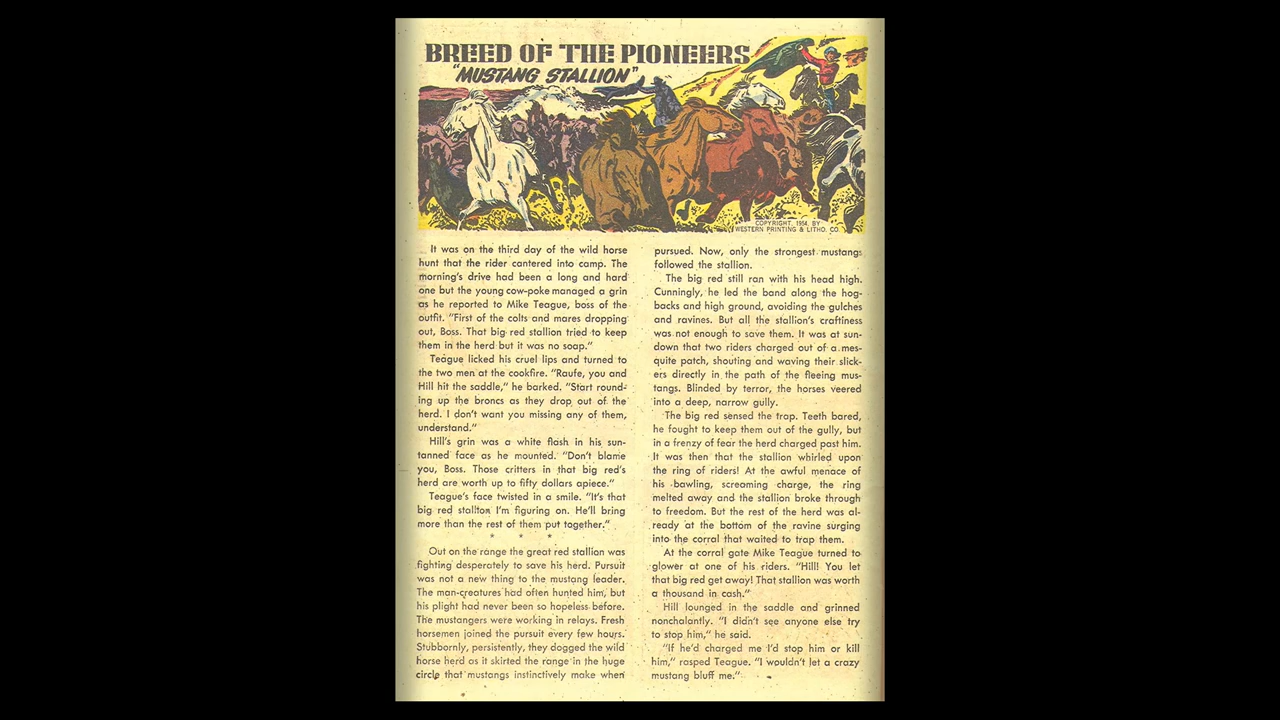 BREED OF THE PIONEERS
"MUSTANG STALLION"
COPYRIGHT, 1954, BY
WESTERN PRINTING & LITHO. CO.
It was on the third day of the wild horse
hunt that the rider cantered into camp. The
morning's drive had been a long and hard
one but the young cow-poke managed a grin
as he reported to Mike Teague, boss of the
outfit. "First of the colts and mares dropping
out, Boss. That big red stallion tried to keep
them in the herd but it was no soap."
Teague licked his cruel lips and turned to
the two men at the cookfire. "Raufe, you and
Hill hit the saddle," he barked. "Start round-
ing up the broncs as they drop out of the
herd. I don't want you missing any of them,
understand."
Hill's grin was a white flash in his sun-
tanned face as he mounted. "Don't blame
you, Boss. Those critters in that big red's
herd are worth up to fifty dollars apiece."
Teague's face twisted in a smile. "It's that
big red stallion I'm figuring on. He'll bring
more than the rest of them put together."
* * *
Out on the range the great red stallion was
fighting desperately to save his herd. Pursuit
was not a new thing to the mustang leader.
The man-creatures had often hunted him, but
his plight had never been so hopeless before.
The mustangers were working in relays. Fresh
horsemen joined the pursuit every few hours.
Stubbornly, persistently, they dogged the wild
horse herd as it skirted the range in the huge
circle that mustangs instinctively make when
pursued. Now, only the strongest mustangs
followed the stallion.
The big red still ran with his head high.
Cunningly, he led the band along the hog-
backs and high ground, avoiding the gulches
and ravines. But all the stallion's craftiness
was not enough to save them. It was at sun-
down that two riders charged out of a mes-
quite patch, shouting and waving their slick-
ers directly in the path of the fleeing mus-
tangs. Blinded by terror, the horses veered
into a deep, narrow gully.
The big red sensed the trap. Teeth bared,
he fought to keep them out of the gully, but
in a frenzy of fear the herd charged past him.
It was then that the stallion whirled upon
the ring of riders! At the awful menace of
his bawling, screaming charge, the ring
melted away and the stallion broke through
to freedom. But the rest of the herd was al-
ready at the bottom of the ravine surging
into the corral that waited to trap them.
At the corral gate Mike Teague turned to
glower at one of his riders. "Hill! You let
that big red get away! That stallion was worth
a thousand in cash."
Hill lounged in the saddle and grinned
nonchalantly. "I didn't see anyone else try
to stop him," he said.
"If he'd charged me I'd stop him or kill
him," rasped Teague. "I wouldn't let a crazy
mustang bluff me."